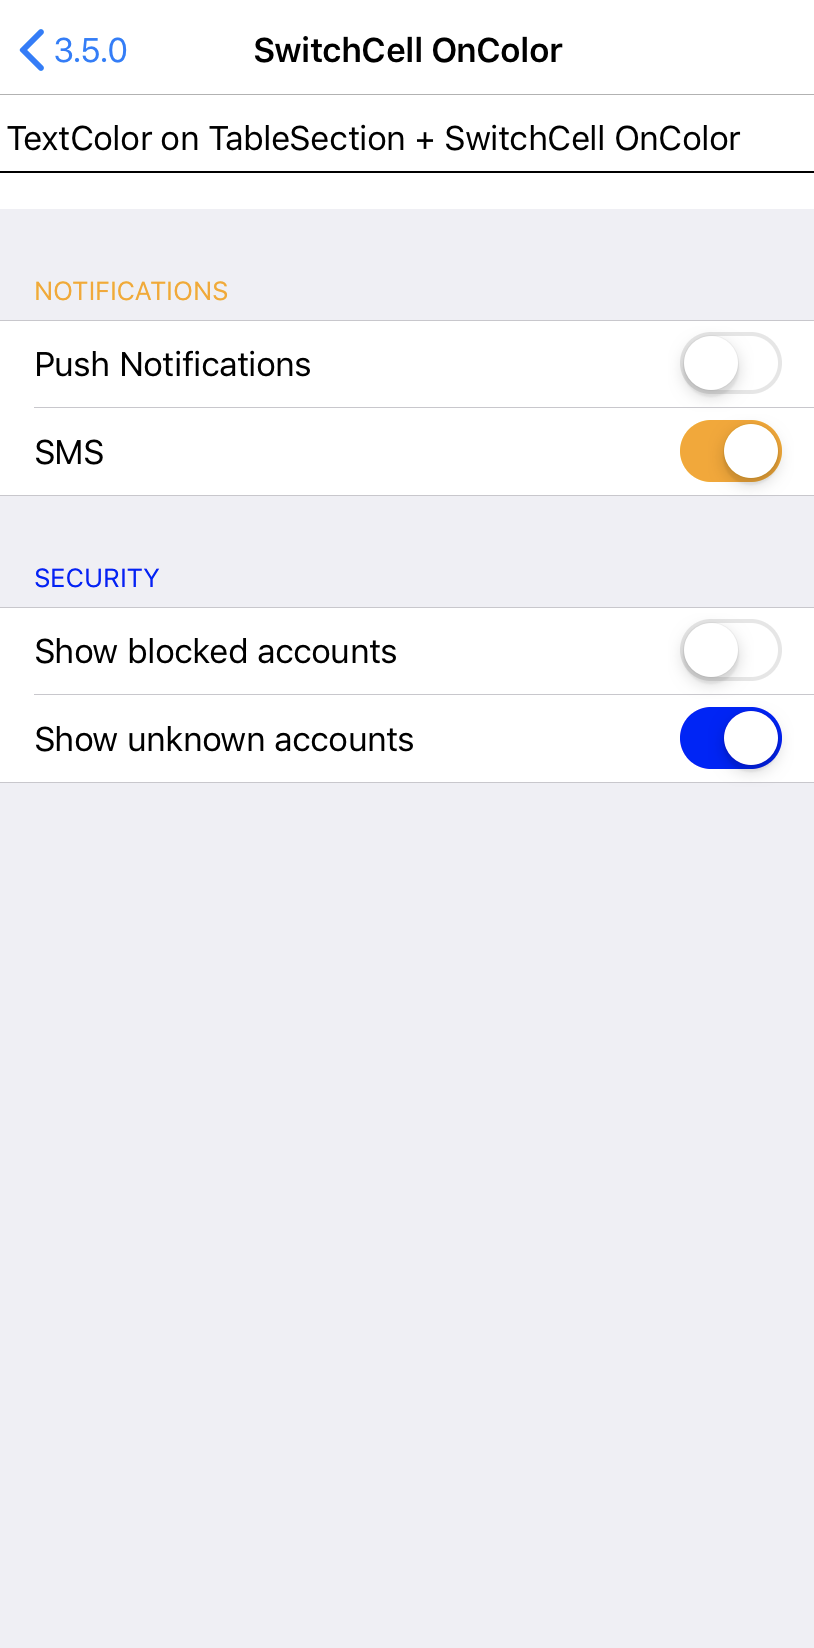 3.5.0
SwitchCell OnColor
TextColor on TableSection + SwitchCell OnColor
NOTIFICATIONS
Push Notifications
SMS
SECURITY
Show blocked accounts
Show unknown accounts